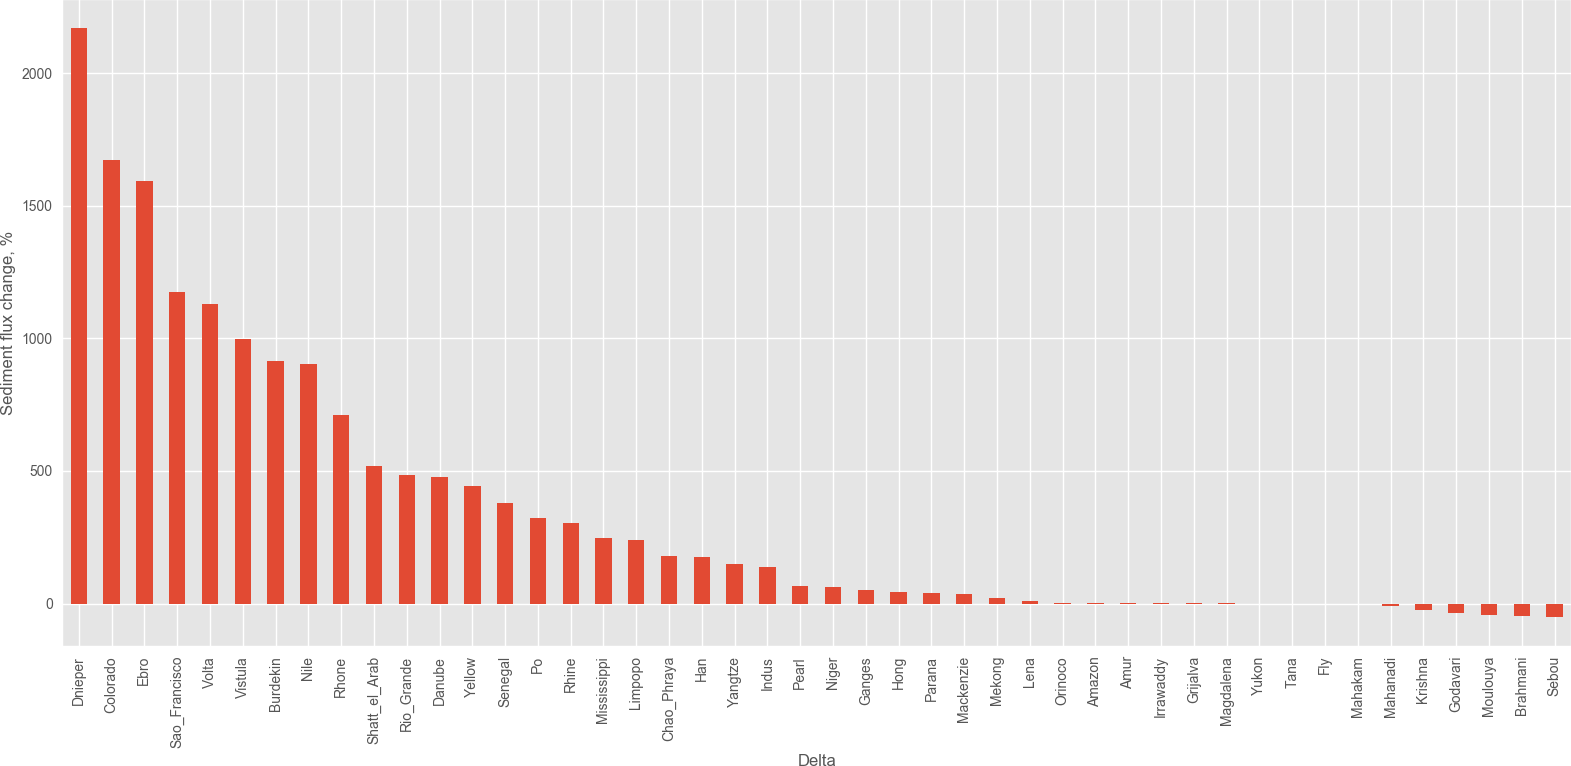 Sediment flux change, %
2000
1500
1000
500
0
Dnieper
Colorado
Ebro
Sao_Francisco
Volta
Vistula
Burdekin
Nile
Rhone
Shatt_el_Arab
Rio_Grande
Danube
Yellow
Senegal
Po
Rhine
Mississippi
Limpopo
Chao_Phraya
Han
Yangtze
Indus
Pearl
Niger
Ganges
Hong
Parana
Mackenzie
Mekong
Lena
Orinoco
Amazon
Amur
Irrawaddy
Grijalva
Magdalena
Yukon
Tana
Fly
Mahakam
Mahanadi
Krishna
Godavari
Moulouya
Brahmani
Sebou
Delta